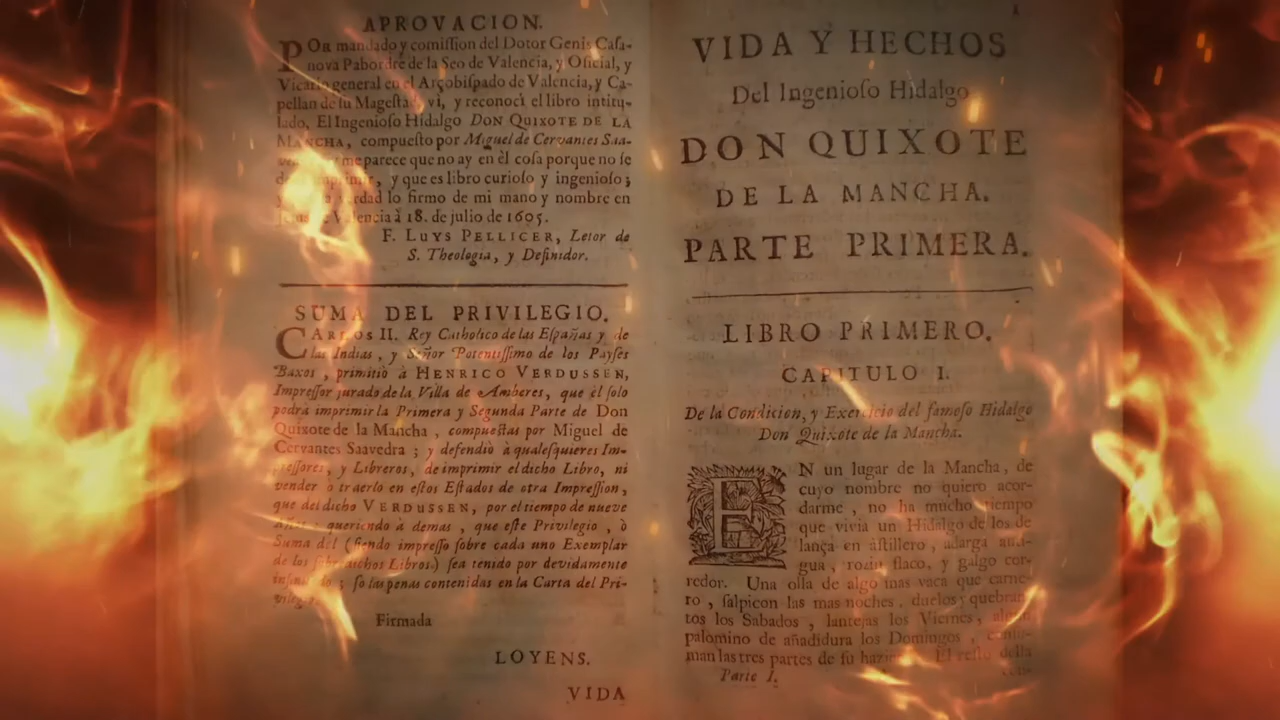 APROVACION.
POR mandado y comiſſion del Dotor Genis Caſa-
nova Pabordre de la Seo de Valencia, y Oficial, y
Vicario general en el Arçobiſpado de Valencia, y Ca-
pellan de ſu Mageſtad, vi, y reconocì el libro intitu-
lado, El Ingenioſo Hidalgo DON QUIXOTE DE LA
MANCHA, compueſto por Miguel de Cervantes Saa-
me parece que no ay en èl coſa porque no ſe
, y que es libro curioſo y ingenioſo;
verdad lo firmo de mi mano y nombre en
Valencia à 18. de julio de 1605.
F. LUYS PELLICER, Letor de
S. Theologia, y Definidor.
SUMA DEL PRIVILEGIO.
CARLOS II. Rey Catholico de las Eſpañas y de
las Indias, y Señor Potentiſſimo de los Payſes
Baxos, primitiò à HENRICO VERDUSSEN,
Impreſſor jurado de la Villa de Amberes, que èl ſolo
podrà imprimir la Primera y Segunda Parte de Don
Quixote de la Mancha, compueſtas por Miguel de
Cervantes Saavedra; y defendiò à qualeſquieres Im-
preſſores, y Libreros, de imprimir el dicho Libro, ni
vender ò traerlo en eſtos Eſtados de otra Impreſſion,
que del dicho VERDUSSEN, por el tiempo de nueve
Años; queriendo à demas, que eſte Privilegio, ò
Suma del (ſiendo impreſſo ſobre cada uno Exemplar
de los ſobredichos Libros) ſea tenido por devidamente
inſinuado; ſo las penas contenidas en la Carta del Pri-
vilegio.
Firmada
LOYENS.
VIDA
VIDA Y HECHOS
Del Ingenioſo Hidalgo
DON QUIXOTE
DE LA MANCHA.
PARTE PRIMERA.
LIBRO PRIMERO.
CAPITULO I.
De la Condicion, y Exercicio del famoſo Hidalgo
Don Quixote de la Mancha.
EN un lugar de la Mancha, de
cuyo nombre no quiero acor-
darme, no ha mucho tiempo
que vivia un Hidalgo de los de
lança en aſtillero, adarga anti-
gua, rozin flaco, y galgo cor-
redor. Una olla de algo mas vaca que carne-
ro, ſalpicon las mas noches, duelos y quebran-
tos los Sabados, lantejas los Viernes, algun
palomino de añadidura los Domingos, conſu-
man las tres partes de ſu hazienda. El reſto della
Parte I.